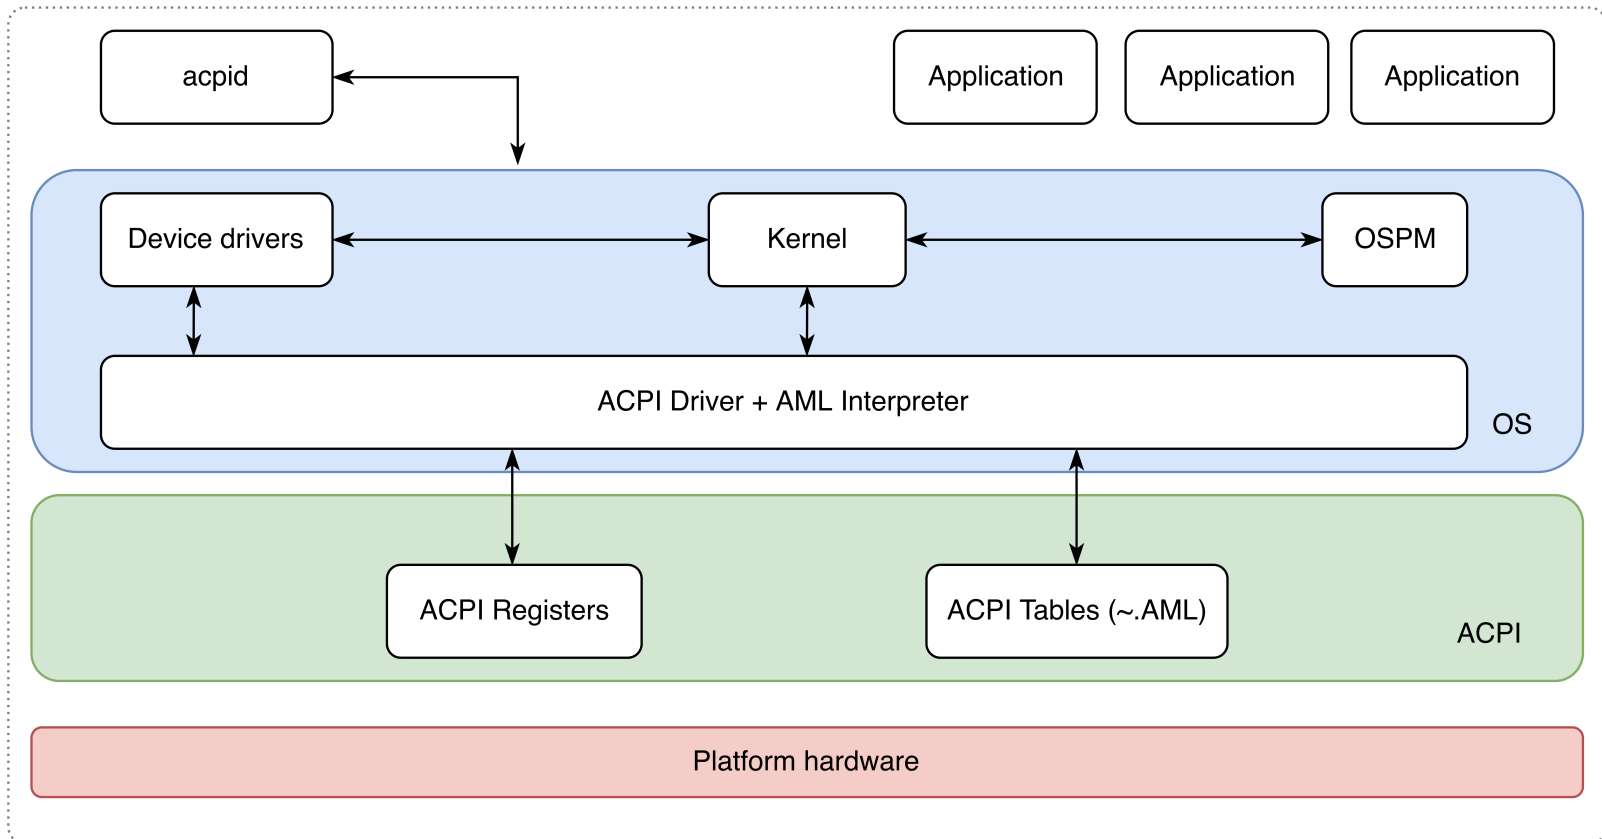 acpid
Application
Application
Application
Device drivers
Kernel
OSPM
ACPI Driver + AML Interpreter
OS
ACPI Registers
ACPI Tables (~.AML)
ACPI
Platform hardware